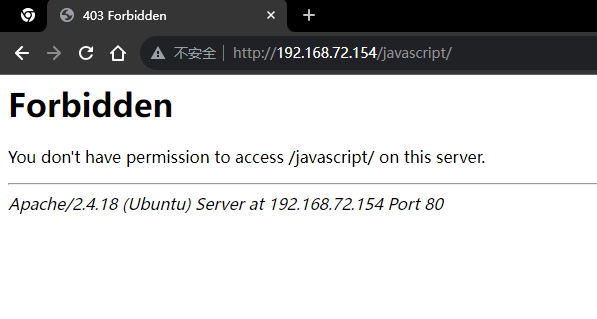 403 Forbidden
不安全 http://192.168.72.154/javascript/
Forbidden
You don't have permission to access /javascript/ on this server.
Apache/2.4.18 (Ubuntu) Server at 192.168.72.154 Port 80